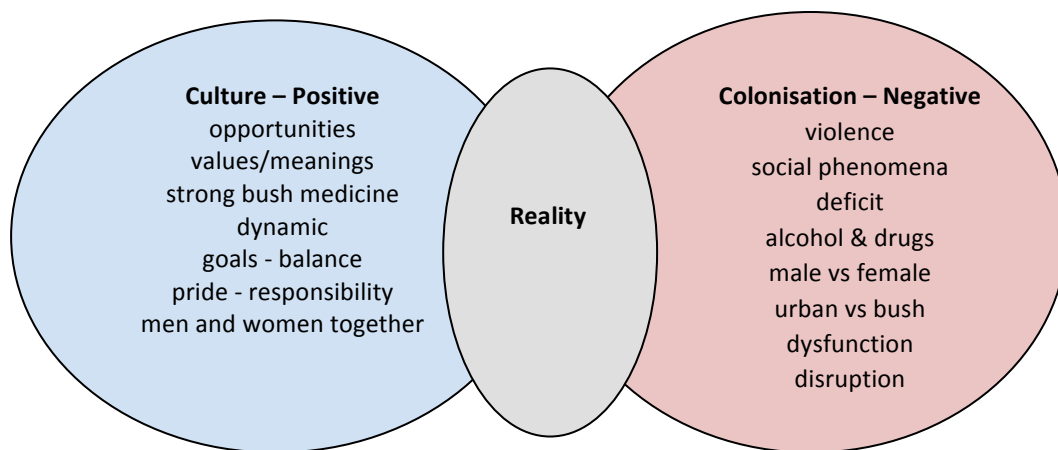 Culture – Positive
opportunities
values/meanings
strong bush medicine
dynamic
goals - balance
pride - responsibility
men and women together
Reality
Colonisation – Negative
violence
social phenomena
deficit
alcohol & drugs
male vs female
urban vs bush
dysfunction
disruption